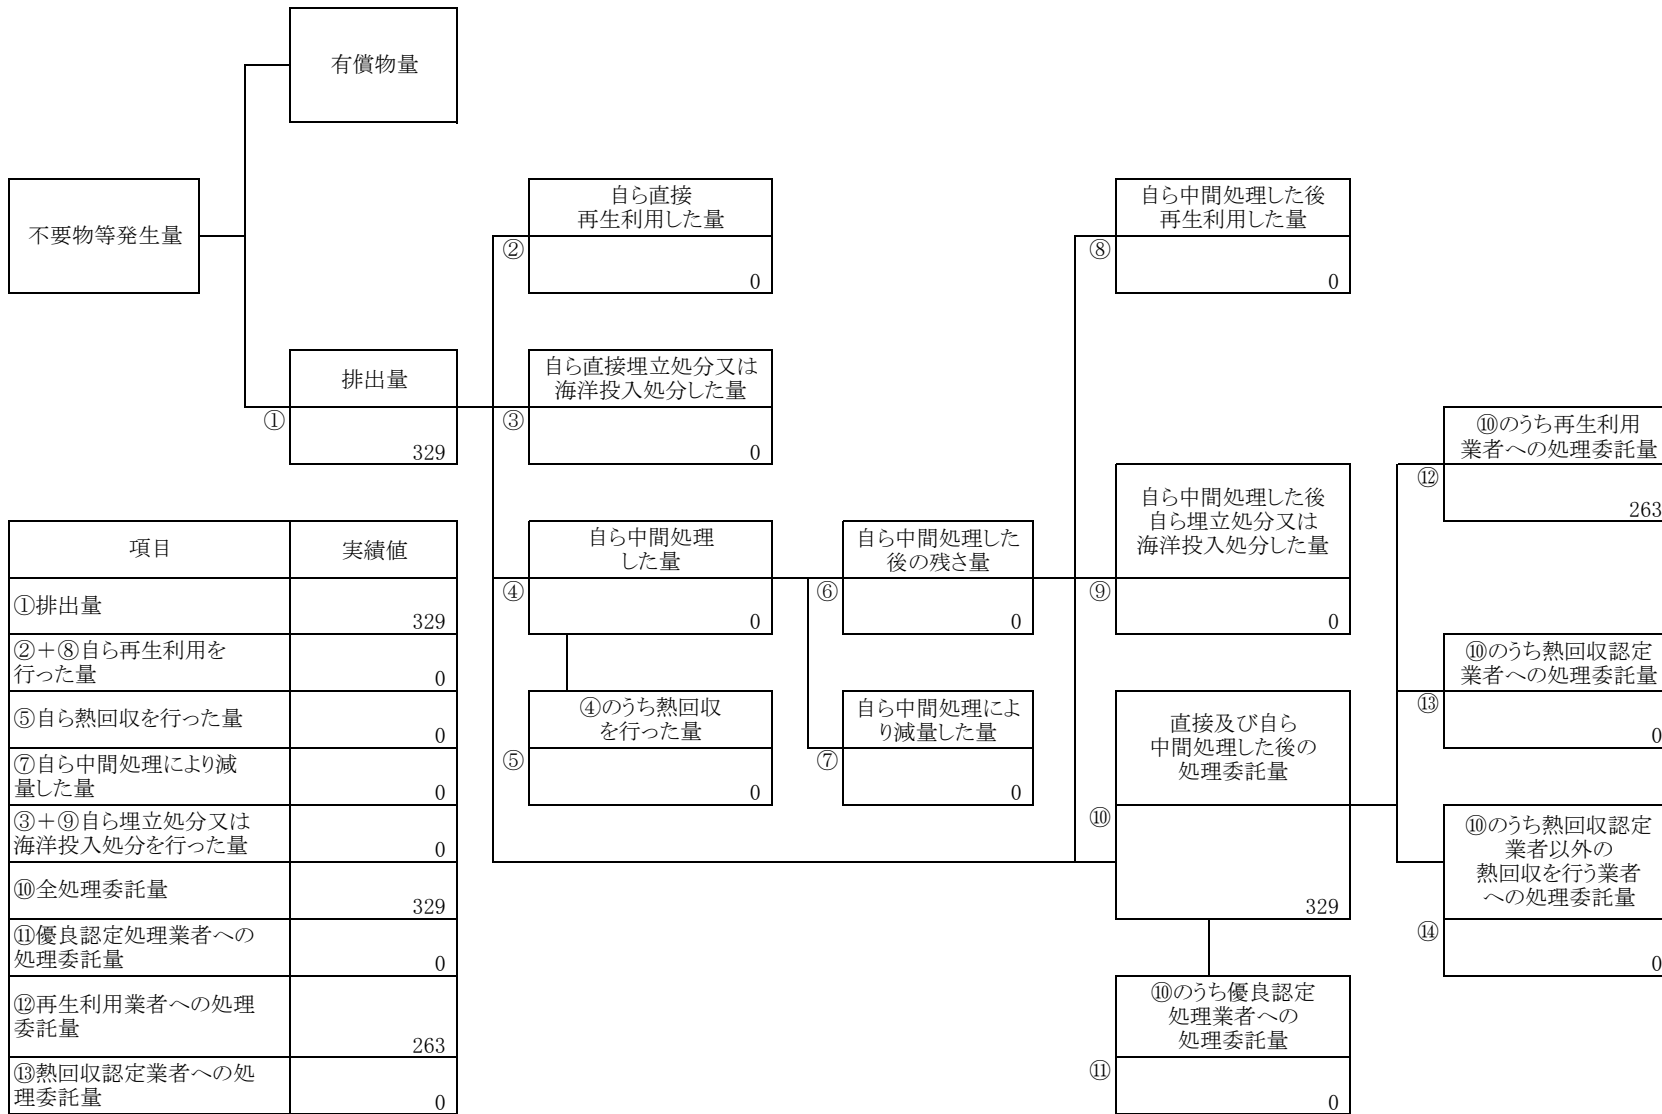 有償物量
不要物等発生量
自ら直接
再生利用した量
②
0
自ら中間処理した後
再生利用した量
⑧
0
排出量
①
329
自ら直接埋立処分又は
海洋投入処分した量
③
0
⑩のうち再生利用
業者への処理委託量
⑫
263
自ら中間処理した後
自ら埋立処分又は
海洋投入処分した量
⑨
0
自ら中間処理
した量
④
0
自ら中間処理した
後の残さ量
⑥
0
⑩のうち熱回収認定
業者への処理委託量
⑬
0
④のうち熱回収
を行った量
⑤
0
自ら中間処理によ
り減量した量
⑦
0
直接及び自ら
中間処理した後の
処理委託量
⑩
329
⑩のうち熱回収認定
業者以外の
熱回収を行う業者
への処理委託量
⑭
0
⑩のうち優良認定
処理業者への
処理委託量
⑪
0
項目 実績値
①排出量 329
②+⑧自ら再生利用を
行った量 0
⑤自ら熱回収を行った量 0
⑦自ら中間処理により減
量した量 0
③+⑨自ら埋立処分又は
海洋投入処分を行った量 0
⑩全処理委託量 329
⑪優良認定処理業者への
処理委託量 0
⑫再生利用業者への処理
委託量 263
⑬熱回収認定業者への処
理委託量 0